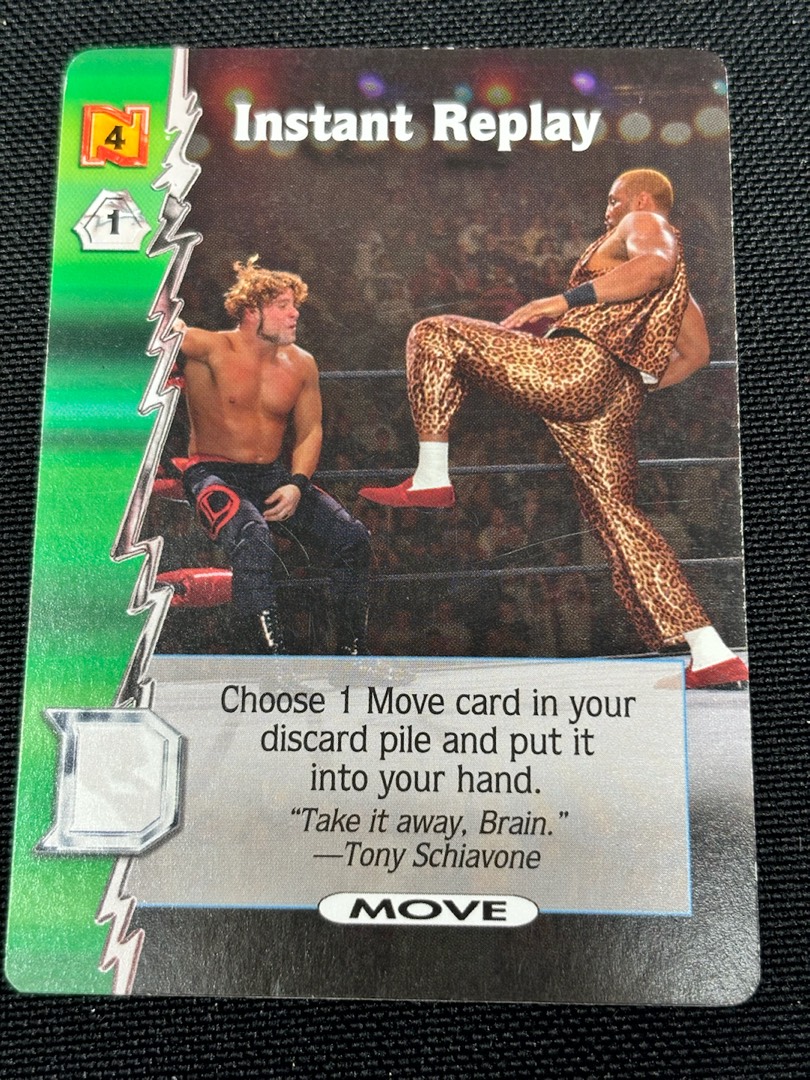 Instant Replay
4
1
Choose 1 Move card in your
discard pile and put it
into your hand.
“Take it away, Brain.”
—Tony Schiavone
MOVE